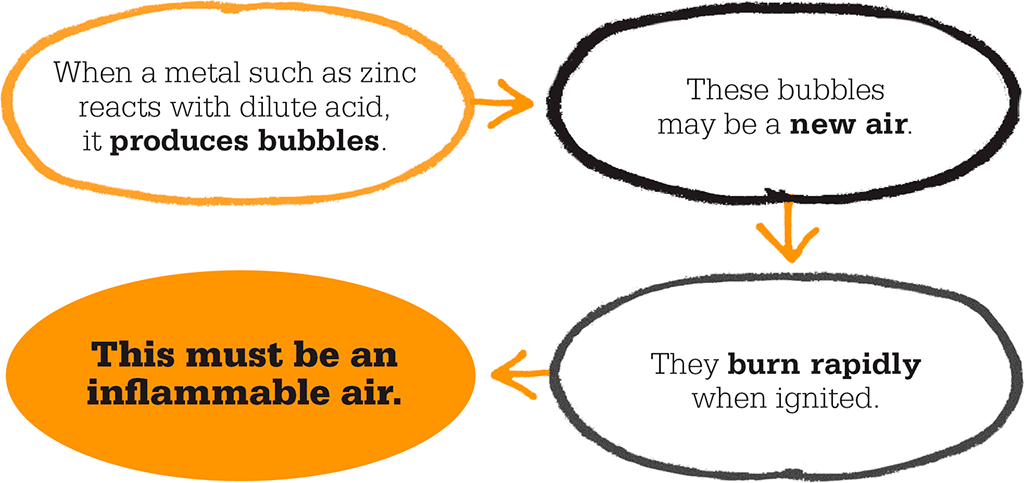 When a metal such as zinc
reacts with dilute acid,
it produces bubbles.
These bubbles
may be a new air.
They burn rapidly
when ignited.
This must be an
inflammable air.